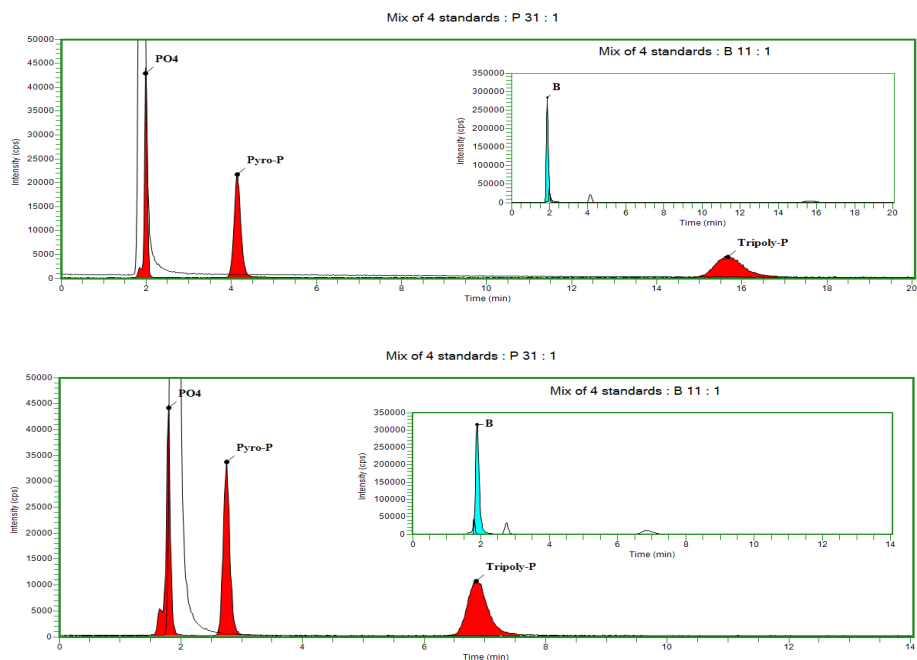 Mix of 4 standards : P 31 : 1
50000
45000
40000
35000
30000
25000
20000
15000
10000
5000
0
Intensity (cps)
PO4
Pyro-P
Tripoly-P
0 2 4 6 8 10 12 14 16 18 20
Time (min)
Mix of 4 standards : B 11 : 1
350000
300000
250000
200000
150000
100000
50000
0
Intensity (cps)
B
0 2 4 6 8 10 12 14 16 18 20
Time (min)
Mix of 4 standards : P 31 : 1
50000
45000
40000
35000
30000
25000
20000
15000
10000
5000
0
Intensity (cps)
PO4
Pyro-P
Tripoly-P
0 2 4 6 8 10 12 14
Time (min)
Mix of 4 standards : B 11 : 1
350000
300000
250000
200000
150000
100000
50000
0
Intensity (cps)
B
0 2 4 6 8 10 12 14
Time (min)